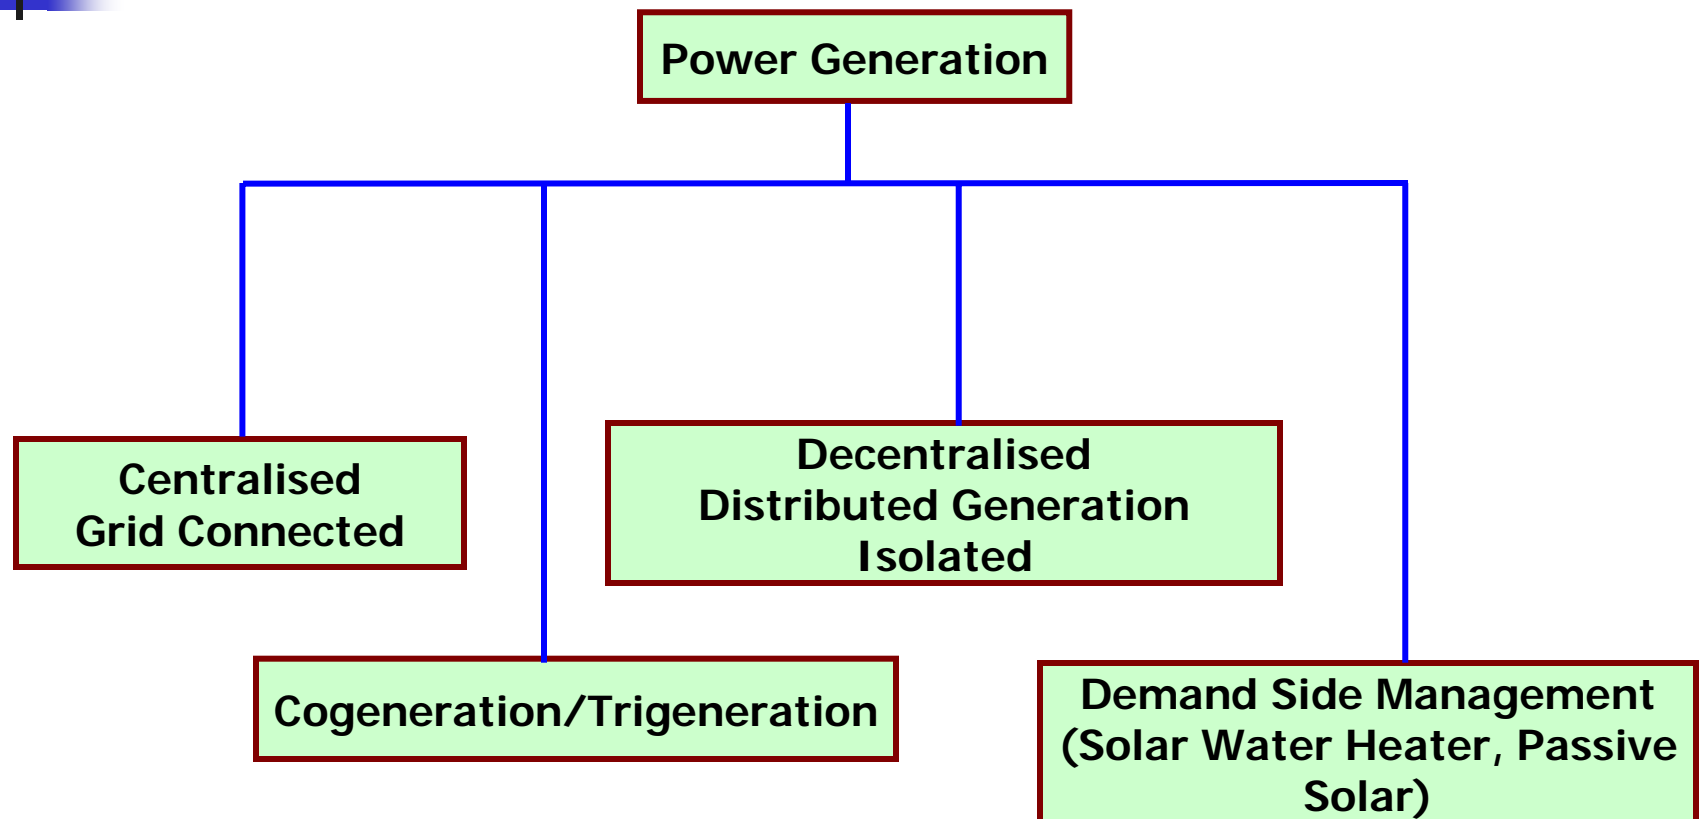 Power Generation
Centralised
Grid Connected
Decentralised
Distributed Generation
Isolated
Cogeneration/Trigeneration
Demand Side Management
(Solar Water Heater, Passive
Solar)